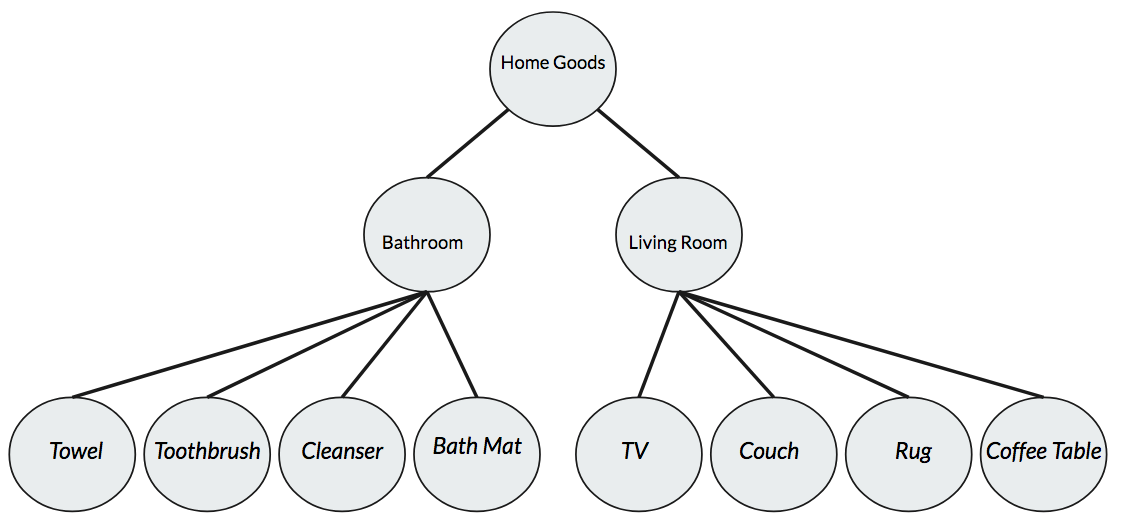 Home Goods
Bathroom
Living Room
Towel
Toothbrush
Cleanser
Bath Mat
TV
Couch
Rug
Coffee Table